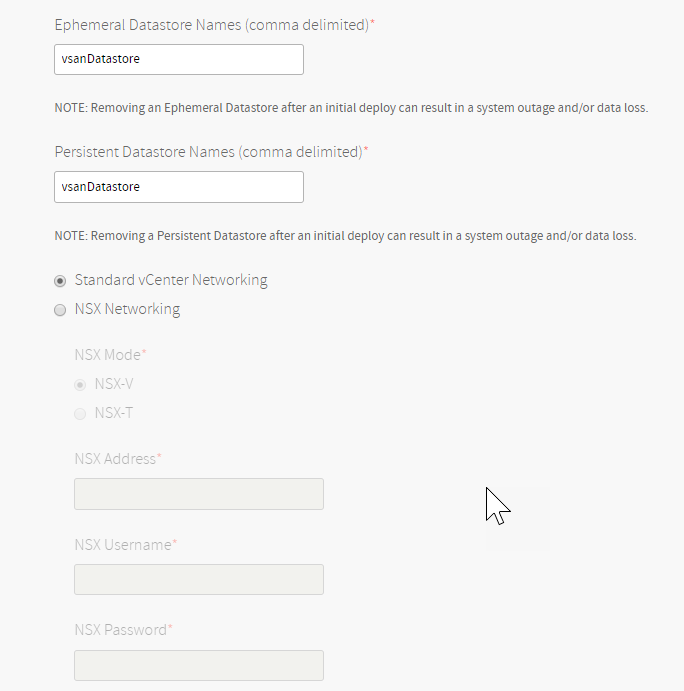 Ephemeral Datastore Names (comma delimited)*
vsanDatastore
NOTE: Removing an Ephemeral Datastore after an initial deploy can result in a system outage and/or data loss.
Persistent Datastore Names (comma delimited)*
vsanDatastore
NOTE: Removing a Persistent Datastore after an initial deploy can result in a system outage and/or data loss.
Standard vCenter Networking
NSX Networking
NSX Mode*
NSX-V
NSX-T
NSX Address*
NSX Username*
NSX Password*